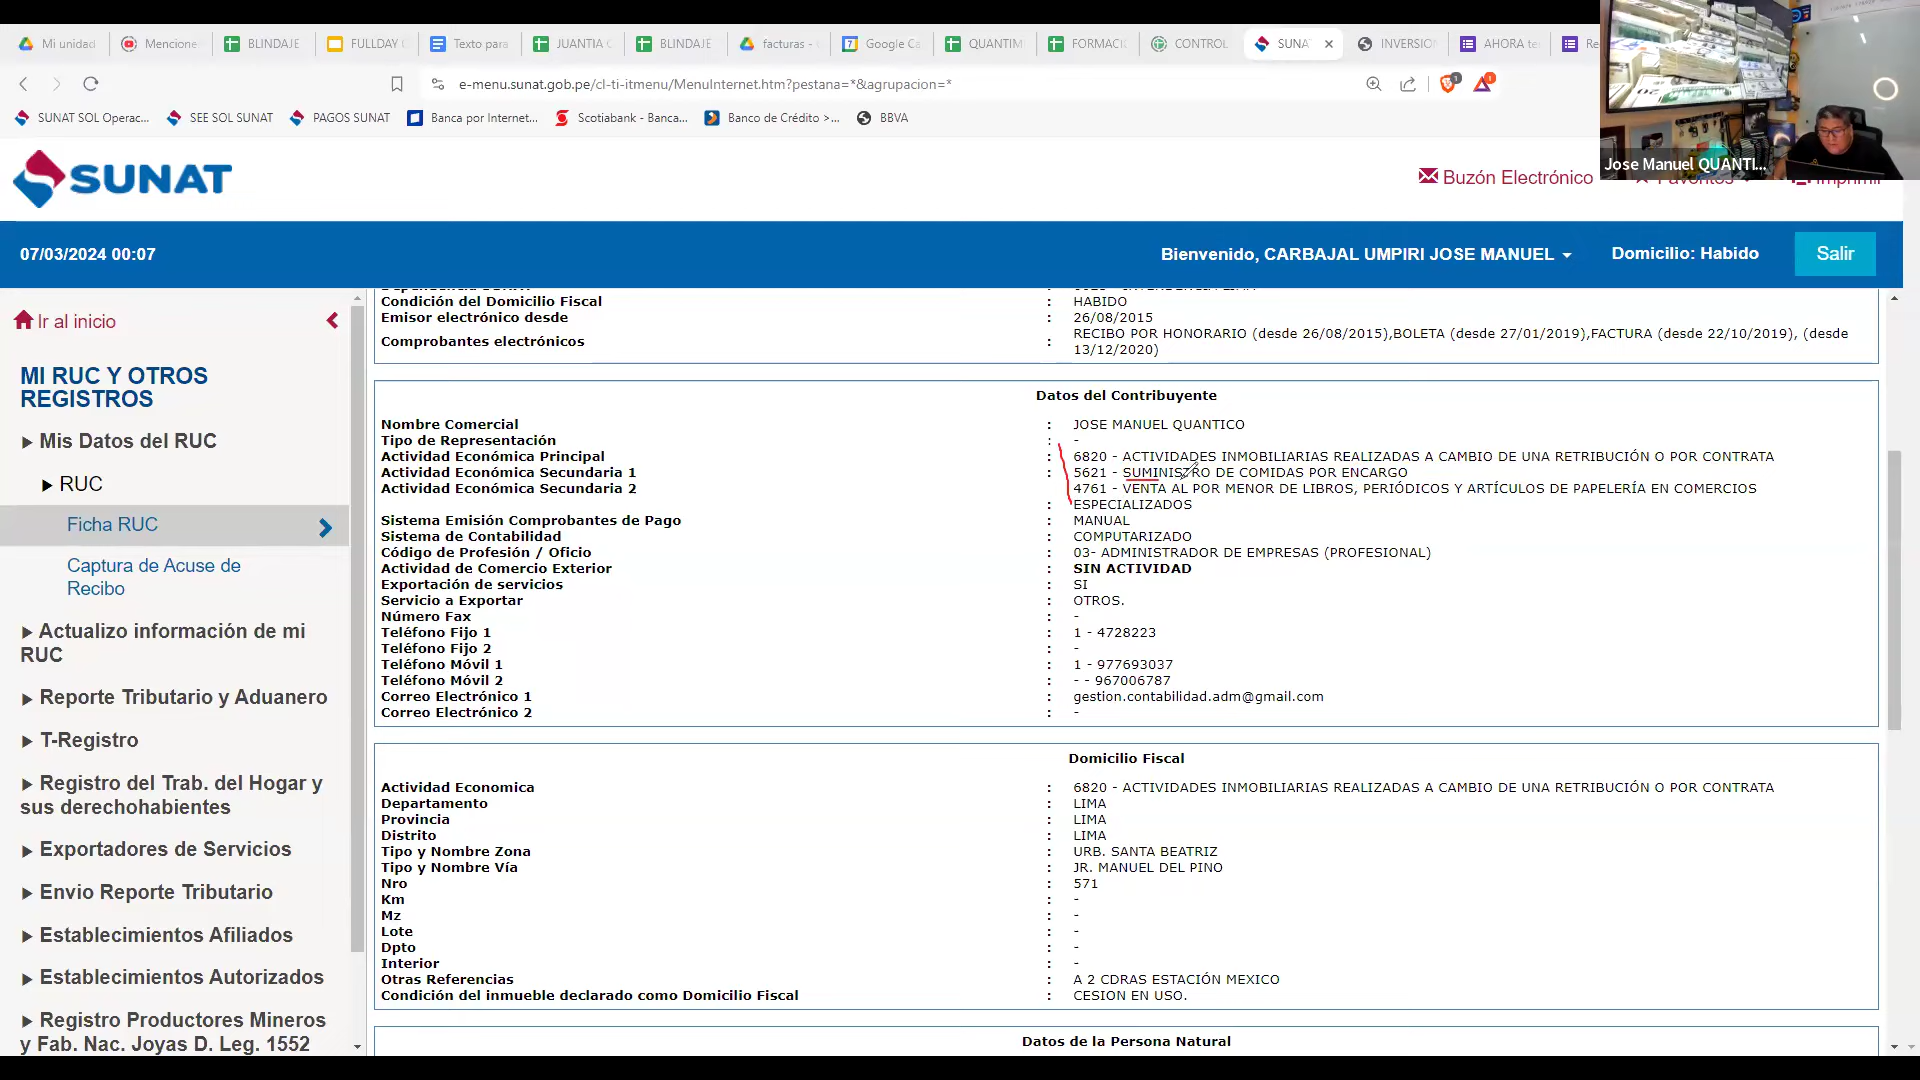 Mi unidad
Mencione
BLINDAJE
FULLDAY
Texto para
JUANTIA
BLINDAJE
facturas -
Google Ca
QUANTIM
FORMACI
CONTROL
SUNA
INVERSION
AHORA te
Re
e-menu.sunat.gob.pe/cl-ti-itmenu/MenuInternet.htm?pestana=*&agrupacion=*
SUNAT SOL Operac...
SEE SOL SUNAT
PAGOS SUNAT
Banca por Internet...
Scotiabank - Banca...
Banco de Crédito >...
BBVA
Jose Manuel QUANTI...
SUNAT
Buzón Electrónico
Favoritos
Imprimir
07/03/2024 00:07
Bienvenido, CARBAJAL UMPIRI JOSE MANUEL
Domicilio: Habido
Salir
Ir al inicio
MI RUC Y OTROS
REGISTROS
Mis Datos del RUC
RUC
Ficha RUC
Captura de Acuse de
Recibo
Actualizo información de mi
RUC
Reporte Tributario y Aduanero
T-Registro
Registro del Trab. del Hogar y
sus derechohabientes
Exportadores de Servicios
Envio Reporte Tributario
Establecimientos Afiliados
Establecimientos Autorizados
Registro Productores Mineros
y Fab. Nac. Joyas D. Leg. 1552
Condición del Domicilio Fiscal : HABIDO
Emisor electrónico desde : 26/08/2015
Comprobantes electrónicos : RECIBO POR HONORARIO (desde 26/08/2015),BOLETA (desde 27/01/2019),FACTURA (desde 22/10/2019), (desde
13/12/2020)
Datos del Contribuyente
Nombre Comercial : JOSE MANUEL QUANTICO
Tipo de Representación : -
Actividad Económica Principal : 6820 - ACTIVIDADES INMOBILIARIAS REALIZADAS A CAMBIO DE UNA RETRIBUCIÓN O POR CONTRATA
Actividad Económica Secundaria 1 : 5621 - SUMINISTRO DE COMIDAS POR ENCARGO
Actividad Económica Secundaria 2 4761 - VENTA AL POR MENOR DE LIBROS, PERIÓDICOS Y ARTÍCULOS DE PAPELERÍA EN COMERCIOS
: ESPECIALIZADOS
Sistema Emisión Comprobantes de Pago : MANUAL
Sistema de Contabilidad : COMPUTARIZADO
Código de Profesión / Oficio : 03- ADMINISTRADOR DE EMPRESAS (PROFESIONAL)
Actividad de Comercio Exterior : SIN ACTIVIDAD
Exportación de servicios : SI
Servicio a Exportar : OTROS.
Número Fax : -
Teléfono Fijo 1 : 1 - 4728223
Teléfono Fijo 2 : -
Teléfono Móvil 1 : 1 - 977693037
Teléfono Móvil 2 : - - 967006787
Correo Electrónico 1 : gestion.contabilidad.adm@gmail.com
Correo Electrónico 2 : -
Domicilio Fiscal
Actividad Economica : 6820 - ACTIVIDADES INMOBILIARIAS REALIZADAS A CAMBIO DE UNA RETRIBUCIÓN O POR CONTRATA
Departamento : LIMA
Provincia : LIMA
Distrito : LIMA
Tipo y Nombre Zona : URB. SANTA BEATRIZ
Tipo y Nombre Vía : JR. MANUEL DEL PINO
Nro : 571
Km : -
Mz : -
Lote : -
Dpto : -
Interior : -
Otras Referencias : A 2 CDRAS ESTACIÓN MEXICO
Condición del inmueble declarado como Domicilio Fiscal : CESION EN USO.
Datos de la Persona Natural